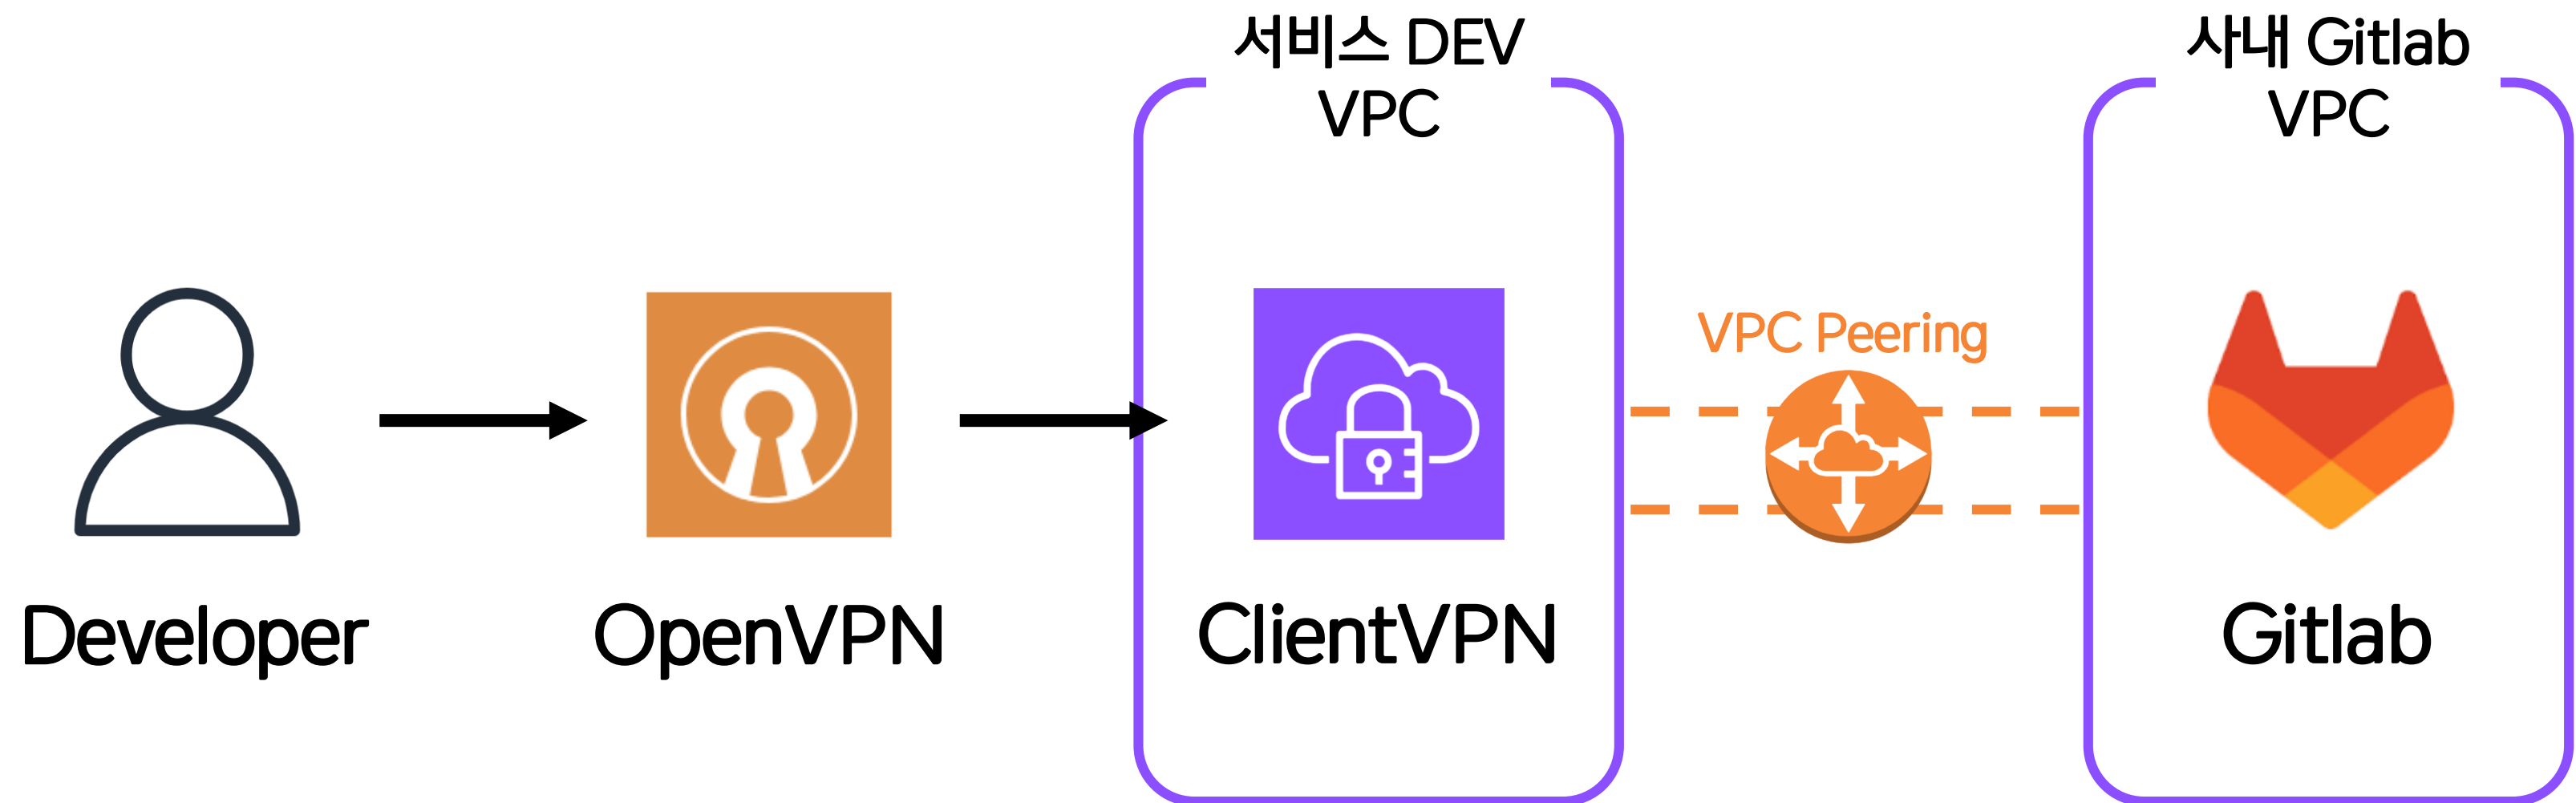 서비스 DEV
VPC
사내 Gitlab
VPC
VPC Peering
Developer
OpenVPN
ClientVPN
Gitlab